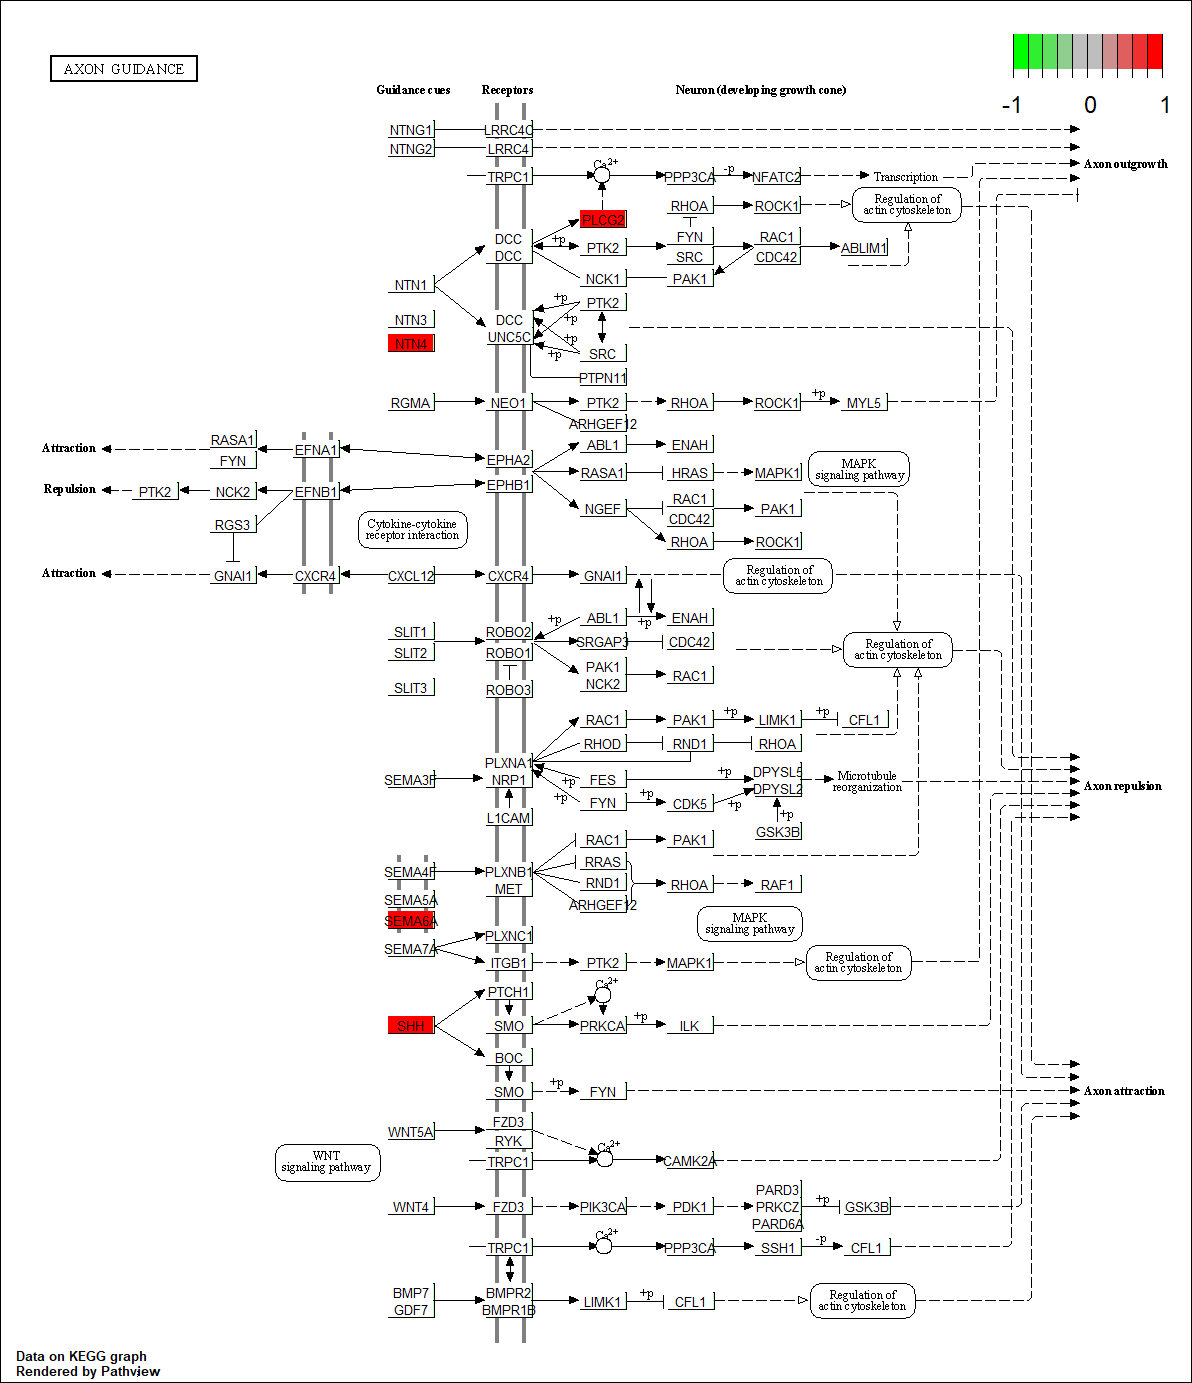 AXON GUIDANCE
-1 0 1
Guidance cues Receptors Neuron (developing growth cone)
NTNG1 LRRC4C
NTNG2 LRRC4
Axon outgrowth
Ca2+
TRPC1 PPP3CA -p NFATC2 Transcription
PLCG2 RHOA ROCK1 Regulation of
actin cytoskeleton
DCC +p FYN RAC1
DCC PTK2 SRC CDC42 ABLIM1
NCK1 PAK1
NTN1
+p PTK2
NTN3 DCC +p
NTN4 UNC5C +p
+p SRC
PTPN11
RGMA NEO1 PTK2 RHOA ROCK1 +p MYL5
ARHGEF12
Attraction RASA1 EFNA1 EPHA2 ABL1 ENAH
FYN
MAPK
signaling pathway
RASA1 HRAS MAPK1
Repulsion PTK2 NCK2 EFNB1 EPHB1
NGEF RAC1 PAK1
CDC42
RGS3 Cytokine-cytokine
receptor interaction
RHOA ROCK1
Attraction GNAI1 CXCR4 CXCL12 CXCR4 GNAI1 Regulation of
actin cytoskeleton
ABL1 +p ENAH
+p
SLIT1 ROBO2 SRGAP3 CDC42 Regulation of
actin cytoskeleton
SLIT2 ROBO1 PAK1
NCK2 RAC1
SLIT3 ROBO3
RAC1 PAK1 +p LIMK1 +p CFL1
RHOD RND1 RHOA
PLXNA1
SEMA3F NRP1 +p FES +p DPYSL5 Microtubule
reorganization
DPYSL2
Axon repulsion
+p FYN CDK5 +p
L1CAM +p
GSK3B
RAC1 PAK1
SEMA4F PLXNB1 RRAS
MET RND1 RHOA RAF1
SEMA5A ARHGEF12
SEMA6A MAPK
signaling pathway
SEMA7A PLXNC1
ITGB1 PTK2 MAPK1 Regulation of
actin cytoskeleton
PTCH1 Ca2+
SHH SMO PRKCA +p ILK
BOC
SMO +p FYN Axon attraction
WNT5A FZD3
RYK Ca2+
WNT
signaling pathway
TRPC1 CAMK2A
PARD3
WNT4 FZD3 PIK3CA PDK1 PRKCZ +p GSK3B
PARD6A
Ca2+
TRPC1 PPP3CA SSH1 -p CFL1
BMP7 BMPR2 LIMK1 +p CFL1 Regulation of
actin cytoskeleton
GDF7 BMPR1B
Data on KEGG graph
Rendered by Pathview